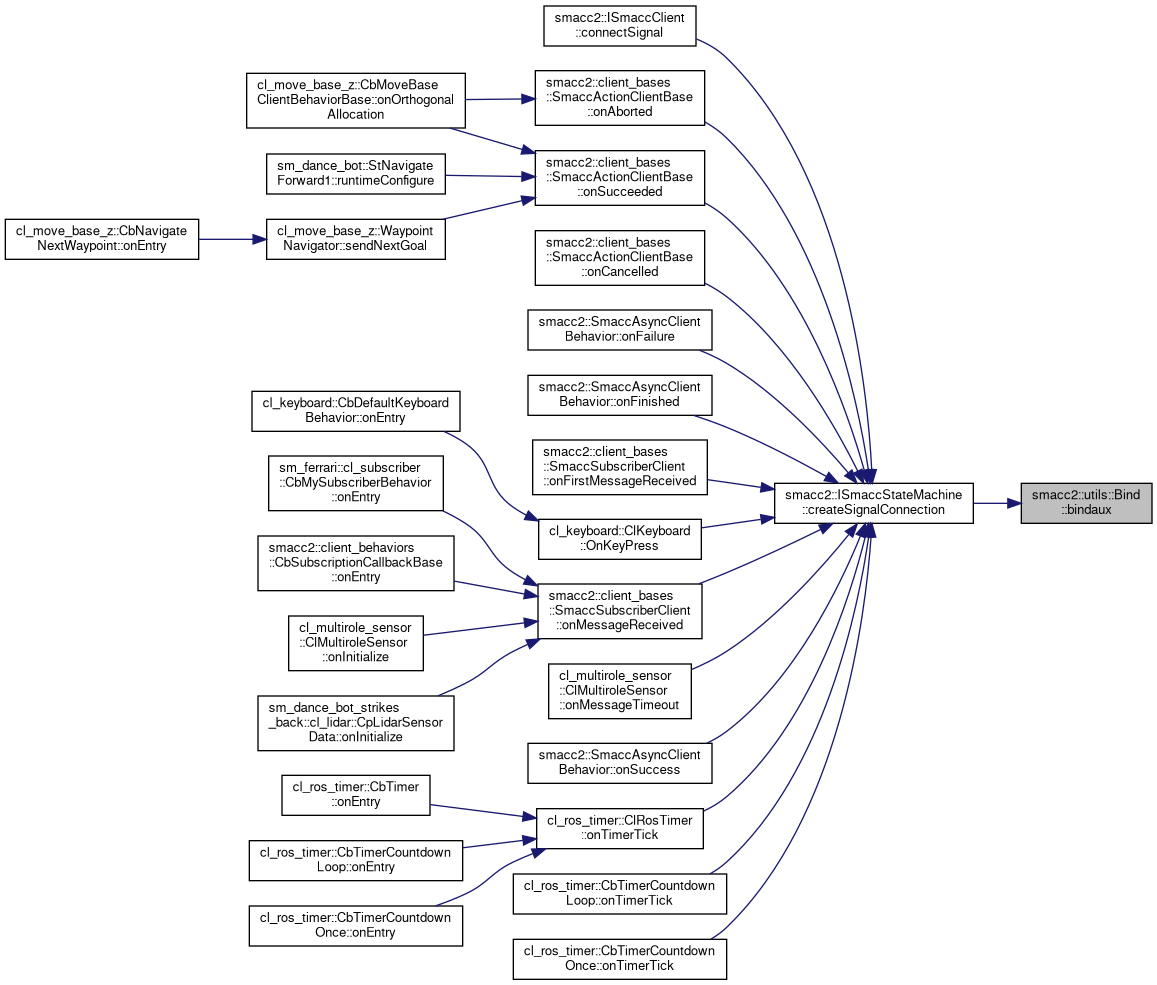 smacc2::ISmaccClient
::connectSignal
cl_move_base_z::CbMoveBase
ClientBehaviorBase::onOrthogonal
Allocation
smacc2::client_bases
::SmaccActionClientBase
::onAborted
sm_dance_bot::StNavigate
Forward1::runtimeConfigure
smacc2::client_bases
::SmaccActionClientBase
::onSucceeded
cl_move_base_z::CbNavigate
NextWaypoint::onEntry
cl_move_base_z::Waypoint
Navigator::sendNextGoal
smacc2::client_bases
::SmaccActionClientBase
::onCancelled
smacc2::SmaccAsyncClient
Behavior::onFailure
smacc2::SmaccAsyncClient
Behavior::onFinished
cl_keyboard::CbDefaultKeyboard
Behavior::onEntry
smacc2::client_bases
::SmaccSubscriberClient
::onFirstMessageReceived
sm_ferrari::cl_subscriber
::CbMySubscriberBehavior
::onEntry
smacc2::ISmaccStateMachine
::createSignalConnection
smacc2::utils::Bind
::bindaux
cl_keyboard::ClKeyboard
::OnKeyPress
smacc2::client_behaviors
::CbSubscriptionCallbackBase
::onEntry
smacc2::client_bases
::SmaccSubscriberClient
::onMessageReceived
cl_multirole_sensor
::ClMultiroleSensor
::onInitialize
cl_multirole_sensor
::ClMultiroleSensor
::onMessageTimeout
sm_dance_bot_strikes
_back::cl_lidar::CpLidarSensor
Data::onInitialize
smacc2::SmaccAsyncClient
Behavior::onSuccess
cl_ros_timer::CbTimer
::onEntry
cl_ros_timer::ClRosTimer
::onTimerTick
cl_ros_timer::CbTimerCountdown
Loop::onEntry
cl_ros_timer::CbTimerCountdown
Loop::onTimerTick
cl_ros_timer::CbTimerCountdown
Once::onEntry
cl_ros_timer::CbTimerCountdown
Once::onTimerTick